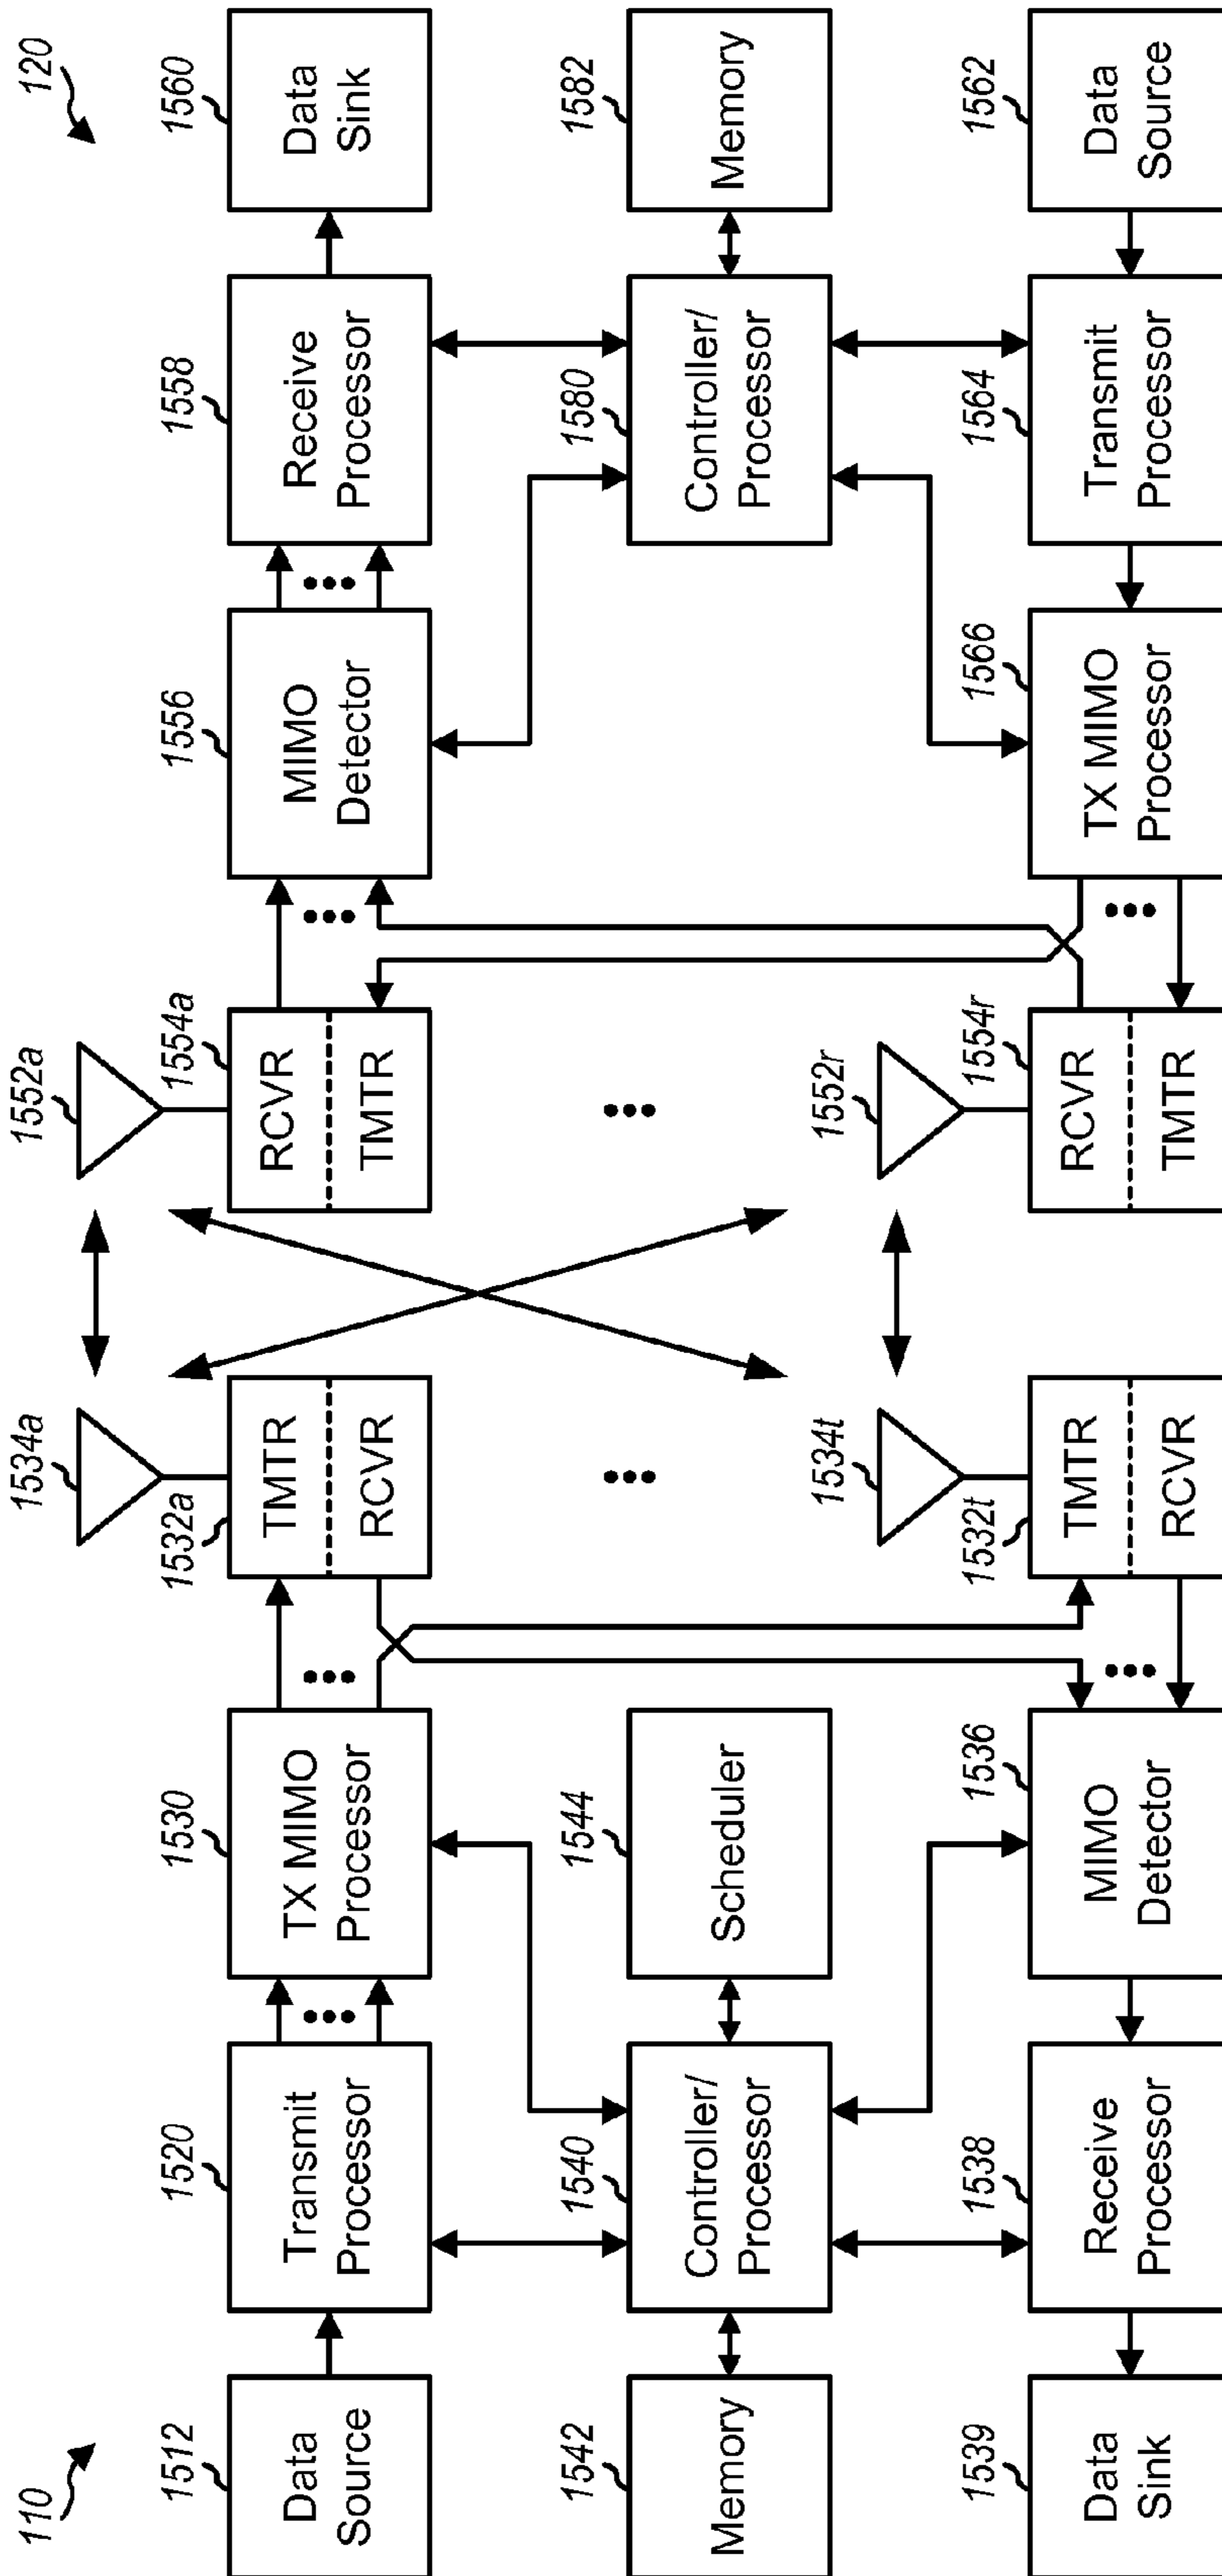 110
120
1512
Data
Source
1520
Transmit
Processor
1530
TX MIMO
Processor
1534a
1532a
TMTR
RCVR
1552a
1554a
RCVR
TMTR
1556
MIMO
Detector
1558
Receive
Processor
1560
Data
Sink
1542
Memory
1540
Controller/
Processor
1544
Scheduler
1580
Controller/
Processor
1582
Memory
1539
Data
Sink
1538
Receive
Processor
1536
MIMO
Detector
1534t
1532t
TMTR
RCVR
1552r
1554r
RCVR
TMTR
1566
TX MIMO
Processor
1564
Transmit
Processor
1562
Data
Source